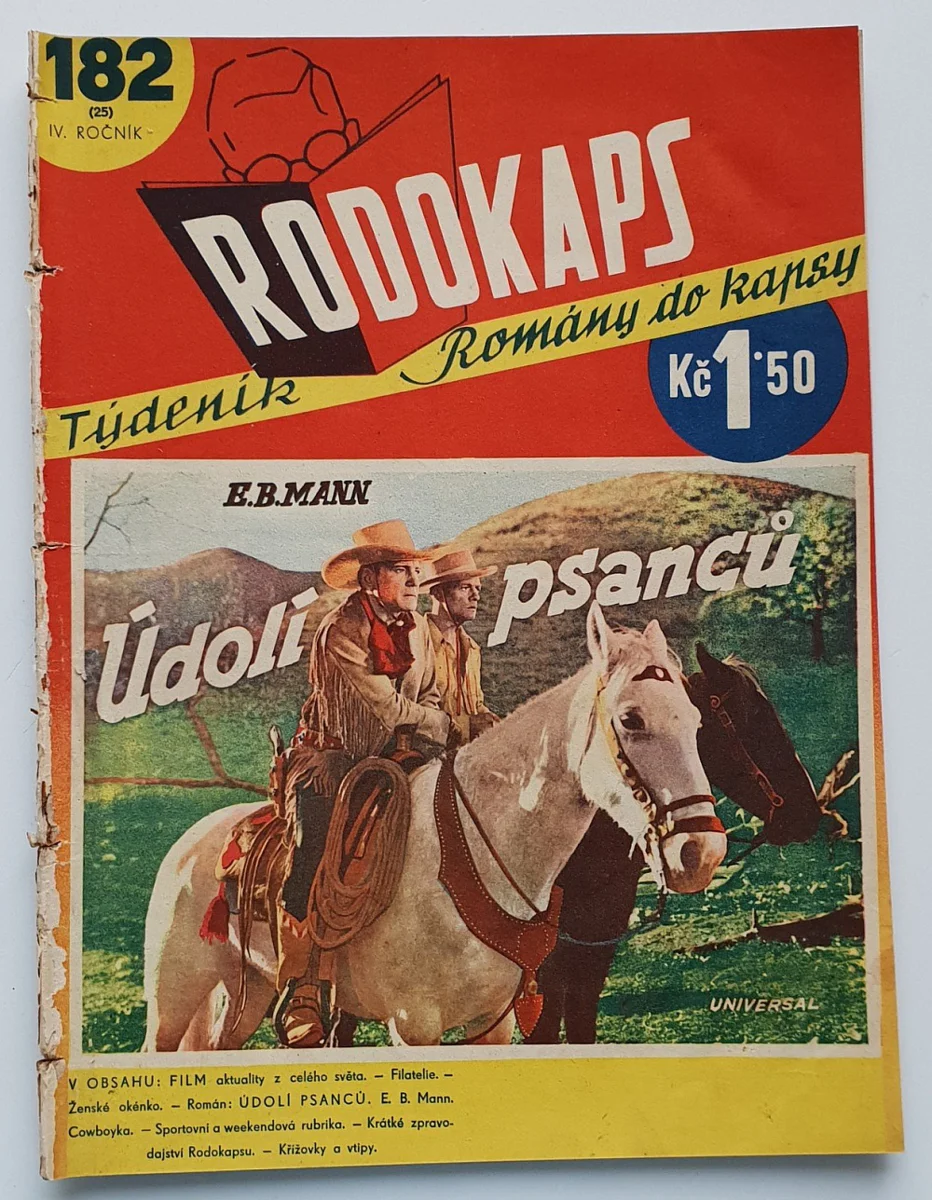 182
(25)
IV. ROČNÍK
RODOKAPS
Týdeník Romány do kapsy
Kč 1·50
E.B.MANN
Údolí psanců
UNIVERSAL
V OBSAHU: FILM aktuality z celého světa. — Filatelie. —
Ženské okénko. — Román: ÚDOLÍ PSANCŮ. E. B. Mann.
Cowboyka. — Sportovní a weekendová rubrika. — Krátké zpravo-
dajství Rodokapsu. — Křížovky a vtipy.